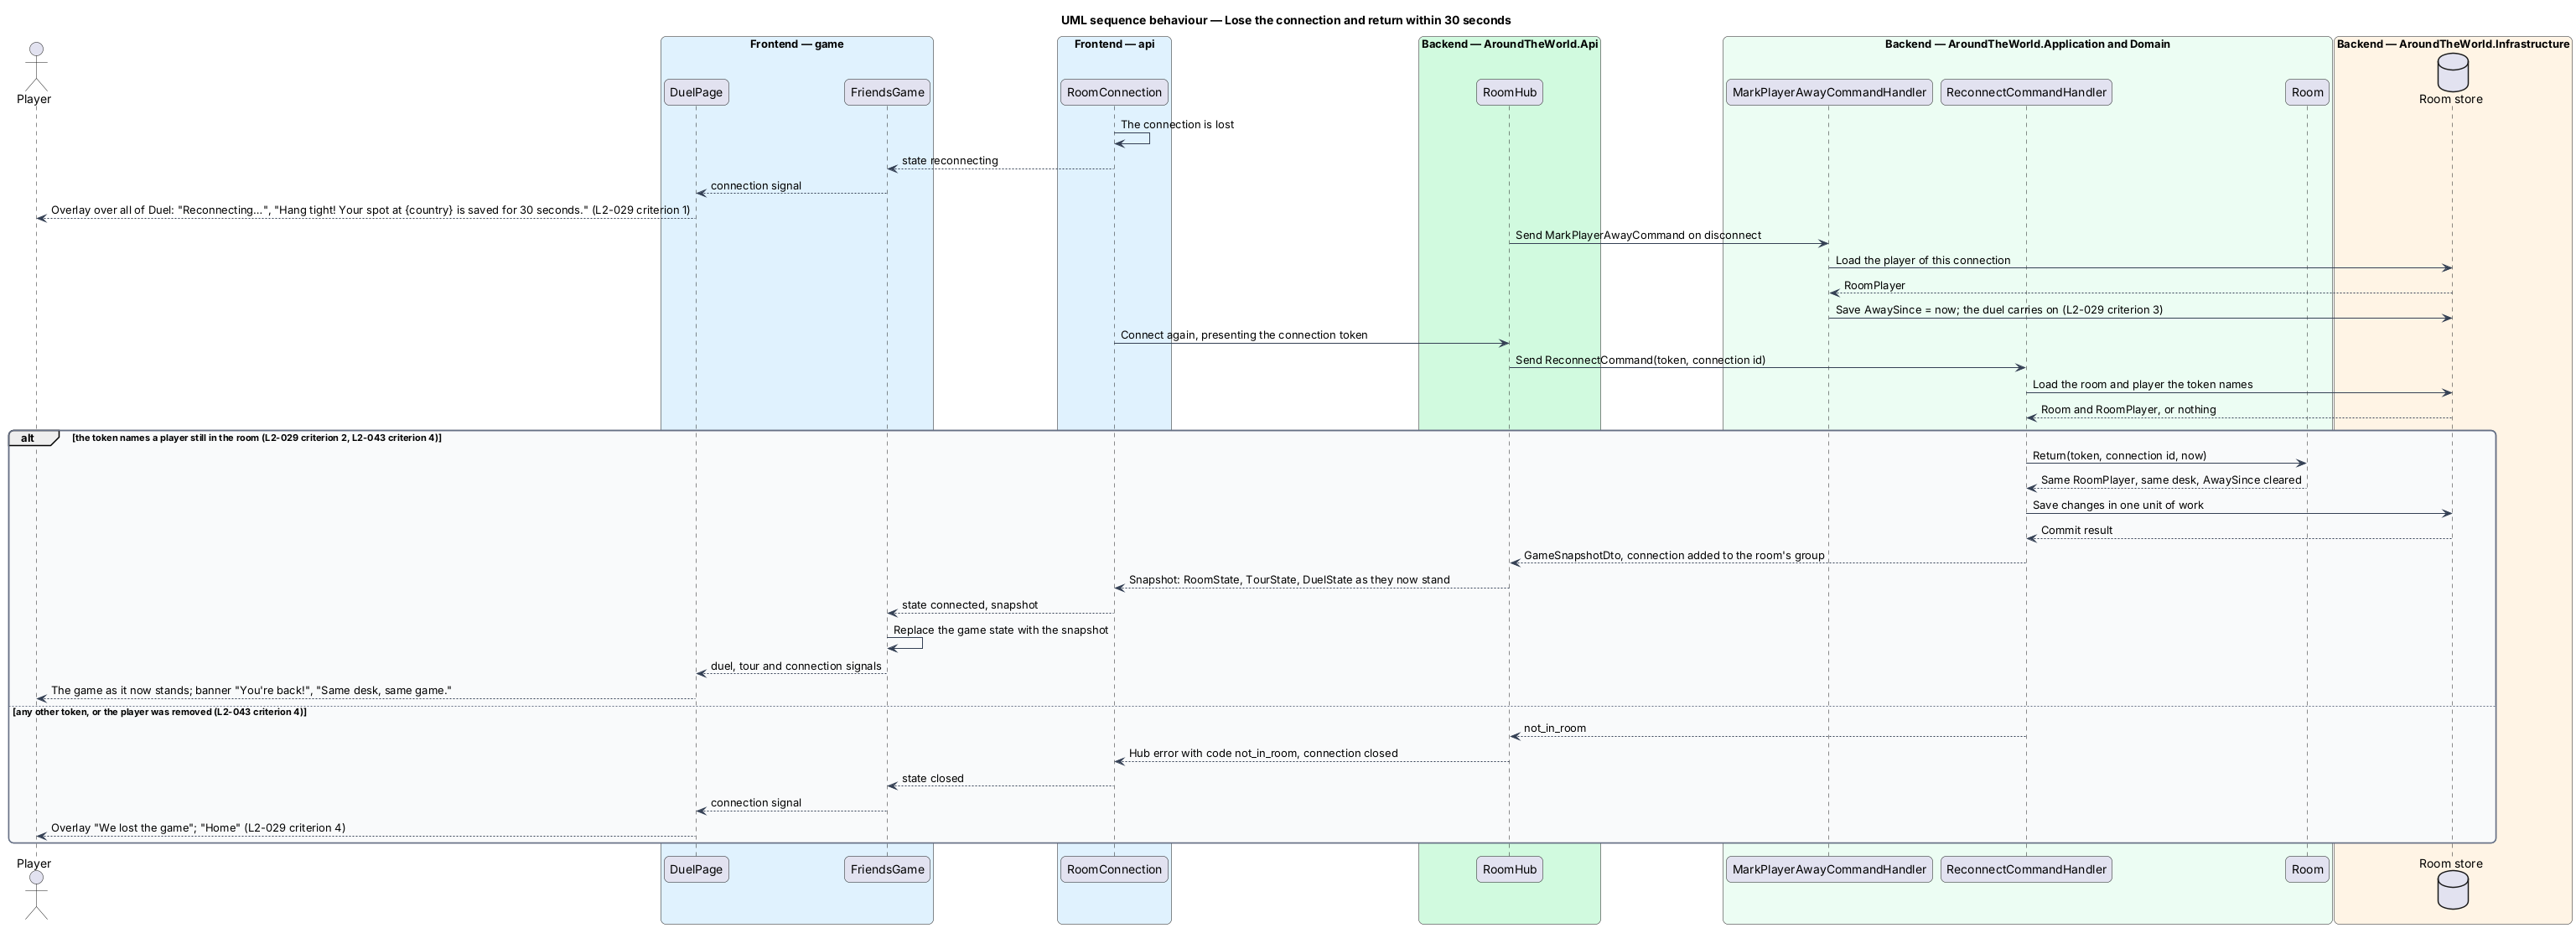 UML sequence behaviour — Lose the connection and return within 30 seconds
Frontend — game
Frontend — api
Backend — AroundTheWorld.Api
Backend — AroundTheWorld.Application and Domain
Backend — AroundTheWorld.Infrastructure
Player
DuelPage
FriendsGame
RoomConnection
RoomHub
MarkPlayerAwayCommandHandler
ReconnectCommandHandler
Room
Room store
The connection is lost
state reconnecting
connection signal
Overlay over all of Duel: "Reconnecting…", "Hang tight! Your spot at {country} is saved for 30 seconds." (L2-029 criterion 1)
Send MarkPlayerAwayCommand on disconnect
Load the player of this connection
RoomPlayer
Save AwaySince = now; the duel carries on (L2-029 criterion 3)
Connect again, presenting the connection token
Send ReconnectCommand(token, connection id)
Load the room and player the token names
Room and RoomPlayer, or nothing
alt [the token names a player still in the room (L2-029 criterion 2, L2-043 criterion 4)]
Return(token, connection id, now)
Same RoomPlayer, same desk, AwaySince cleared
Save changes in one unit of work
Commit result
GameSnapshotDto, connection added to the room's group
Snapshot: RoomState, TourState, DuelState as they now stand
state connected, snapshot
Replace the game state with the snapshot
duel, tour and connection signals
The game as it now stands; banner "You're back!", "Same desk, same game."
[any other token, or the player was removed (L2-043 criterion 4)]
not_in_room
Hub error with code not_in_room, connection closed
state closed
connection signal
Overlay "We lost the game"; "Home" (L2-029 criterion 4)
Player
DuelPage
FriendsGame
RoomConnection
RoomHub
MarkPlayerAwayCommandHandler
ReconnectCommandHandler
Room
Room store